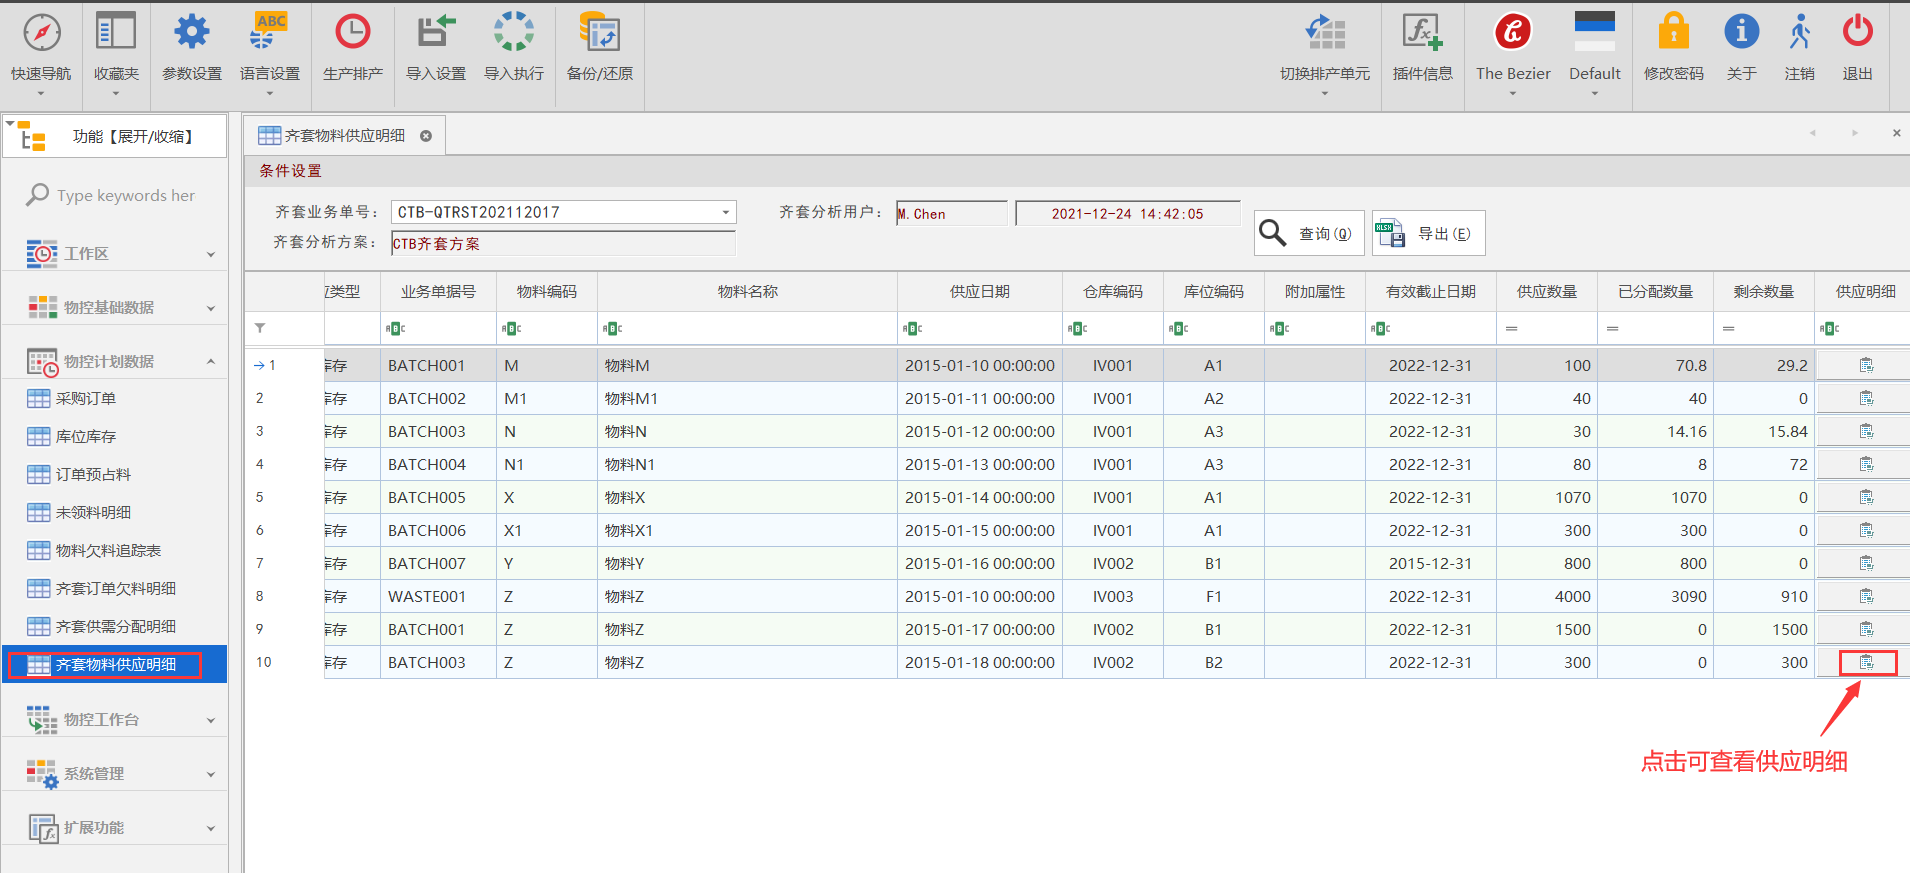 快速导航 收藏夹 参数设置 语言设置 生产排产 导入设置 导入执行 备份/还原 切换排产单元 插件信息 The Bezier Default 修改密码 关于 注销 退出
功能【展开/收缩】
Type keywords her
工作区
物控基础数据
物控计划数据
采购订单
库位库存
订单预占料
未领料明细
物料欠料追踪表
齐套订单欠料明细
齐套供需分配明细
齐套物料供应明细
物控工作台
系统管理
扩展功能
齐套物料供应明细
条件设置
齐套业务单号： CTB-QTRST202112017 齐套分析用户： M.Chen 2021-12-24 14:42:05
齐套分析方案： CTB齐套方案
查询(Q) 导出(E)
类型 业务单据号 物料编码 物料名称 供应日期 仓库编码 库位编码 附加属性 有效截止日期 供应数量 已分配数量 剩余数量 供应明细
1 库存 BATCH001 M 物料M 2015-01-10 00:00:00 IV001 A1 2022-12-31 100 70.8 29.2
2 库存 BATCH002 M1 物料M1 2015-01-11 00:00:00 IV001 A2 2022-12-31 40 40 0
3 库存 BATCH003 N 物料N 2015-01-12 00:00:00 IV001 A3 2022-12-31 30 14.16 15.84
4 库存 BATCH004 N1 物料N1 2015-01-13 00:00:00 IV001 A3 2022-12-31 80 8 72
5 库存 BATCH005 X 物料X 2015-01-14 00:00:00 IV001 A1 2022-12-31 1070 1070 0
6 库存 BATCH006 X1 物料X1 2015-01-15 00:00:00 IV001 A1 2022-12-31 300 300 0
7 库存 BATCH007 Y 物料Y 2015-01-16 00:00:00 IV002 B1 2015-12-31 800 800 0
8 库存 WASTE001 Z 物料Z 2015-01-10 00:00:00 IV003 F1 2022-12-31 4000 3090 910
9 库存 BATCH001 Z 物料Z 2015-01-17 00:00:00 IV002 B1 2022-12-31 1500 0 1500
10 库存 BATCH003 Z 物料Z 2015-01-18 00:00:00 IV002 B2 2022-12-31 300 0 300
点击可查看供应明细